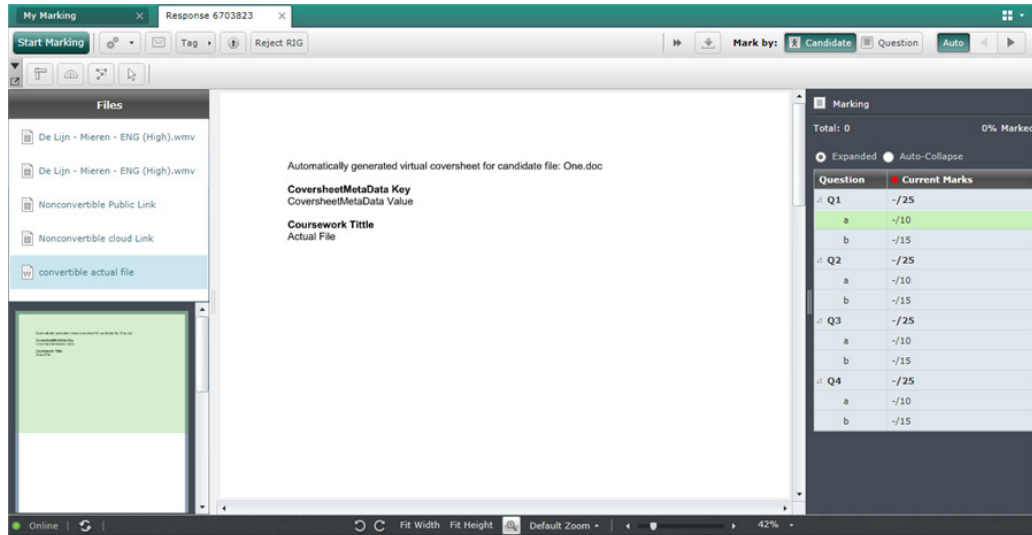 My Marking
Response 6703823
Start Marking
Tag
Reject RIG
Mark by:
Candidate
Question
Auto
Files
De Lijn - Mieren - ENG (High).wmv
De Lijn - Mieren - ENG (High).wmv
Nonconvertible Public Link
Nonconvertible cloud Link
convertible actual file
Automatically generated virtual coversheet for candidate file: One.doc
CoversheetMetaData Key
CoversheetMetaData Value
Coursework Tittle
Actual File
Marking
Total: 0 0% Marked
Expanded Auto-Collapse
Question Current Marks
Q1 -/25
a -/10
b -/15
Q2 -/25
a -/10
b -/15
Q3 -/25
a -/10
b -/15
Q4 -/25
a -/10
b -/15
Online
Fit Width Fit Height Default Zoom 42%